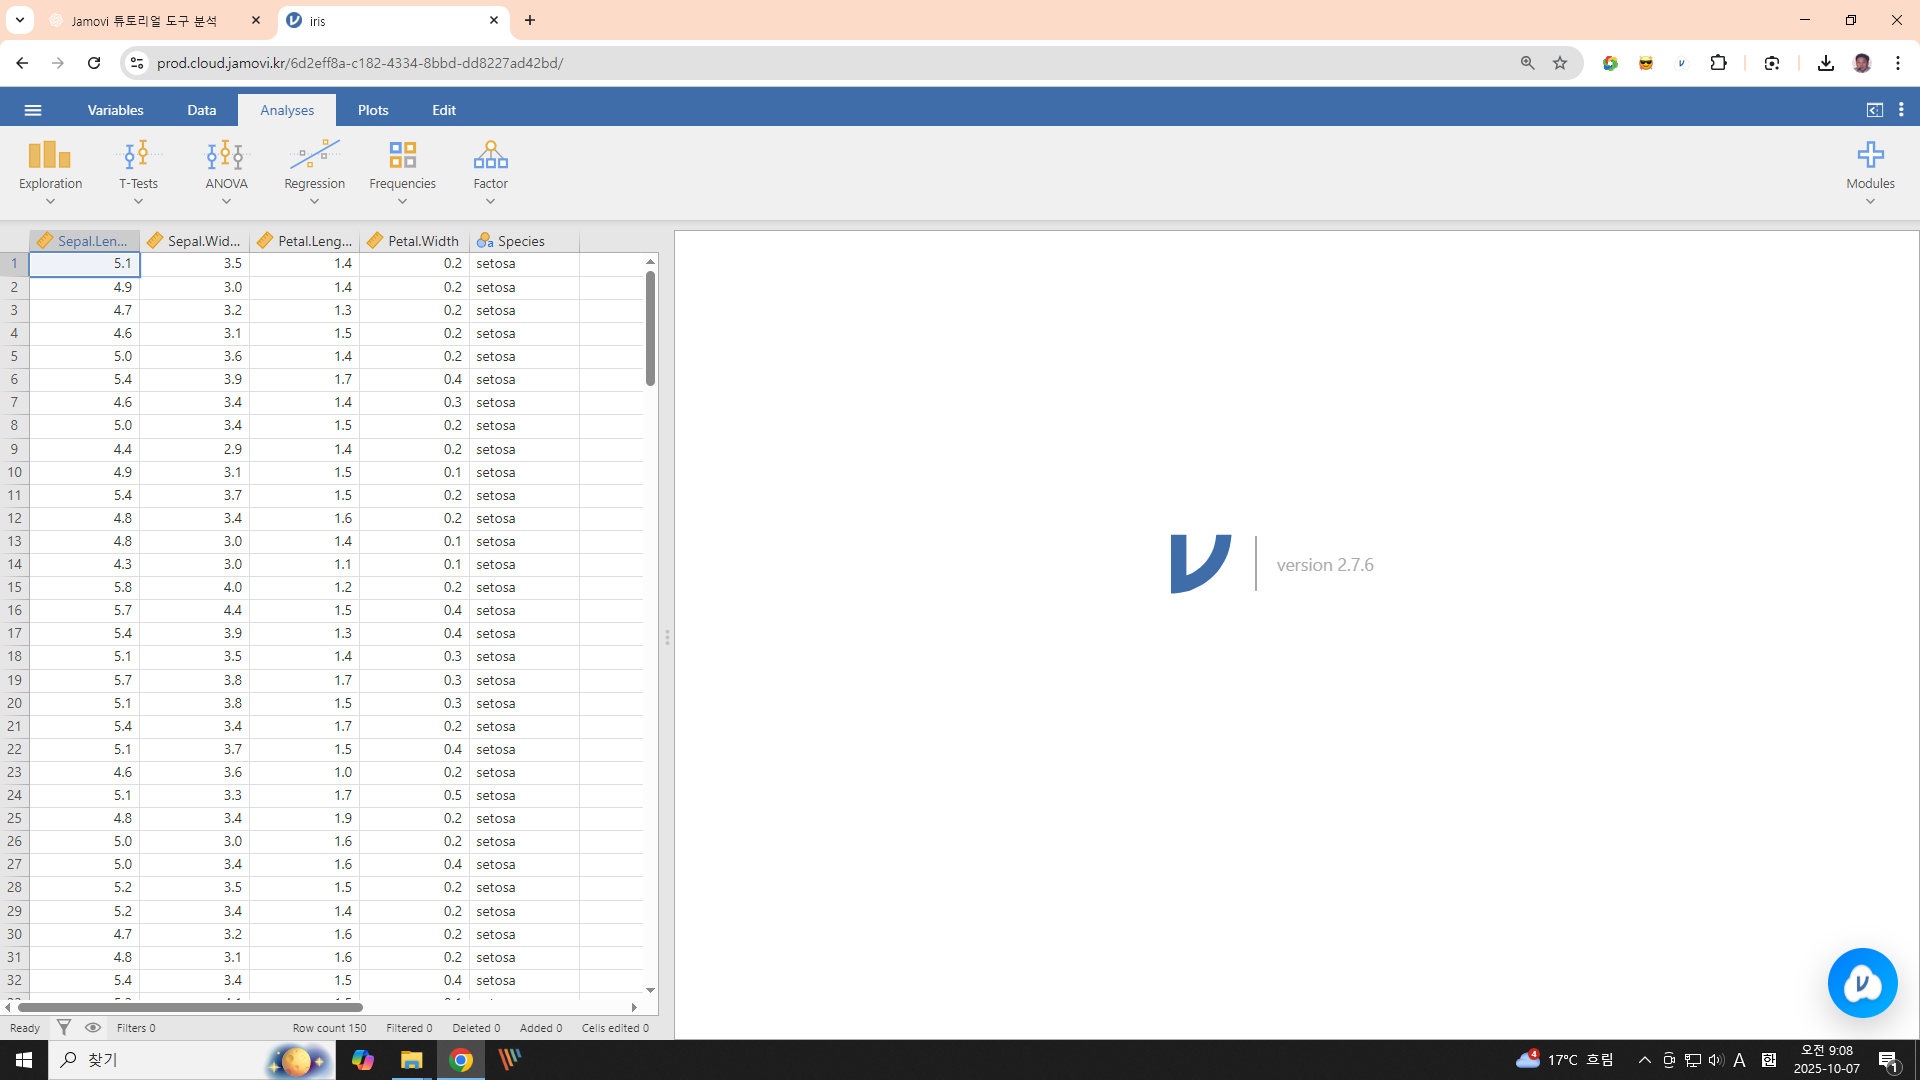 Jamovi 튜토리얼 도구 분석
iris
prod.cloud.jamovi.kr/6d2eff8a-c182-4334-8bbd-dd8227ad42bd/
Variables Data Analyses Plots Edit
Exploration T-Tests ANOVA Regression Frequencies Factor Modules
Sepal.Len... Sepal.Wid... Petal.Leng... Petal.Width Species
1 5.1 3.5 1.4 0.2 setosa
2 4.9 3.0 1.4 0.2 setosa
3 4.7 3.2 1.3 0.2 setosa
4 4.6 3.1 1.5 0.2 setosa
5 5.0 3.6 1.4 0.2 setosa
6 5.4 3.9 1.7 0.4 setosa
7 4.6 3.4 1.4 0.3 setosa
8 5.0 3.4 1.5 0.2 setosa
9 4.4 2.9 1.4 0.2 setosa
10 4.9 3.1 1.5 0.1 setosa
11 5.4 3.7 1.5 0.2 setosa
12 4.8 3.4 1.6 0.2 setosa
13 4.8 3.0 1.4 0.1 setosa
14 4.3 3.0 1.1 0.1 setosa
15 5.8 4.0 1.2 0.2 setosa
16 5.7 4.4 1.5 0.4 setosa
17 5.4 3.9 1.3 0.4 setosa
18 5.1 3.5 1.4 0.3 setosa
19 5.7 3.8 1.7 0.3 setosa
20 5.1 3.8 1.5 0.3 setosa
21 5.4 3.4 1.7 0.2 setosa
22 5.1 3.7 1.5 0.4 setosa
23 4.6 3.6 1.0 0.2 setosa
24 5.1 3.3 1.7 0.5 setosa
25 4.8 3.4 1.9 0.2 setosa
26 5.0 3.0 1.6 0.2 setosa
27 5.0 3.4 1.6 0.4 setosa
28 5.2 3.5 1.5 0.2 setosa
29 5.2 3.4 1.4 0.2 setosa
30 4.7 3.2 1.6 0.2 setosa
31 4.8 3.1 1.6 0.2 setosa
32 5.4 3.4 1.5 0.4 setosa
version 2.7.6
Ready Filters 0 Row count 150 Filtered 0 Deleted 0 Added 0 Cells edited 0
찾기
4 17°C 흐림 A 한 오전 9:08
2025-10-07
1